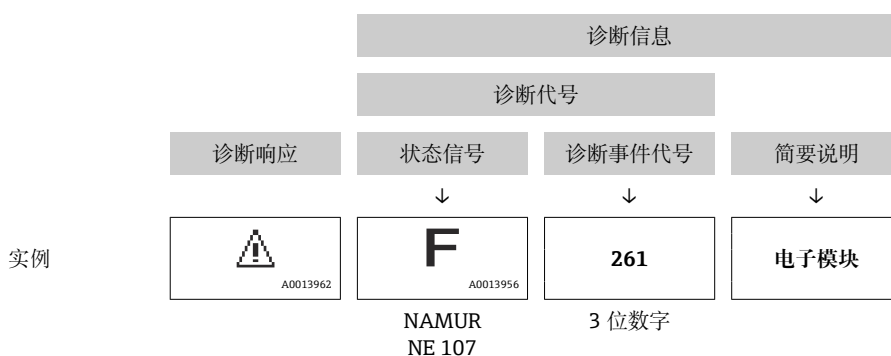 诊断信息
诊断代号
诊断响应 状态信号 诊断事件代号 简要说明
↓ ↓ ↓
实例 A0013962 F A0013956 261 电子模块
NAMUR 3 位数字
NE 107